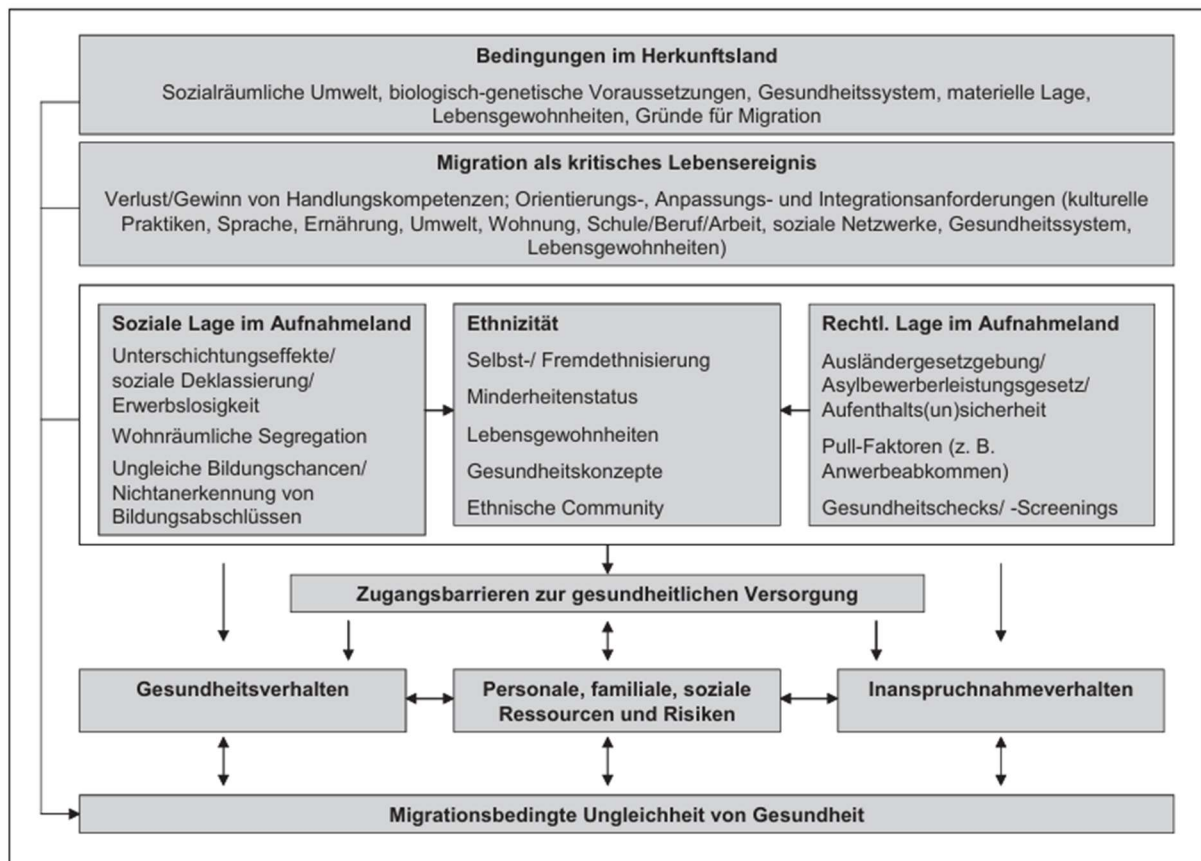 Bedingungen im Herkunftsland
Sozialräumliche Umwelt, biologisch-genetische Voraussetzungen, Gesundheitssystem, materielle Lage,
Lebensgewohnheiten, Gründe für Migration
Migration als kritisches Lebensereignis
Verlust/Gewinn von Handlungskompetenzen; Orientierungs-, Anpassungs- und Integrationsanforderungen (kulturelle
Praktiken, Sprache, Ernährung, Umwelt, Wohnung, Schule/Beruf/Arbeit, soziale Netzwerke, Gesundheitssystem,
Lebensgewohnheiten)
Soziale Lage im Aufnahmeland
Unterschichtungseffekte/
soziale Deklassierung/
Erwerbslosigkeit
Wohnräumliche Segregation
Ungleiche Bildungschancen/
Nichtanerkennung von
Bildungsabschlüssen
Ethnizität
Selbst-/ Fremdethnisierung
Minderheitenstatus
Lebensgewohnheiten
Gesundheitskonzepte
Ethnische Community
Rechtl. Lage im Aufnahmeland
Ausländergesetzgebung/
Asylbewerberleistungsgesetz/
Aufenthalts(un)sicherheit
Pull-Faktoren (z. B.
Anwerbeabkommen)
Gesundheitschecks/ -Screenings
Zugangsbarrieren zur gesundheitlichen Versorgung
Gesundheitsverhalten
Personale, familiale, soziale
Ressourcen und Risiken
Inanspruchnahmeverhalten
Migrationsbedingte Ungleichheit von Gesundheit